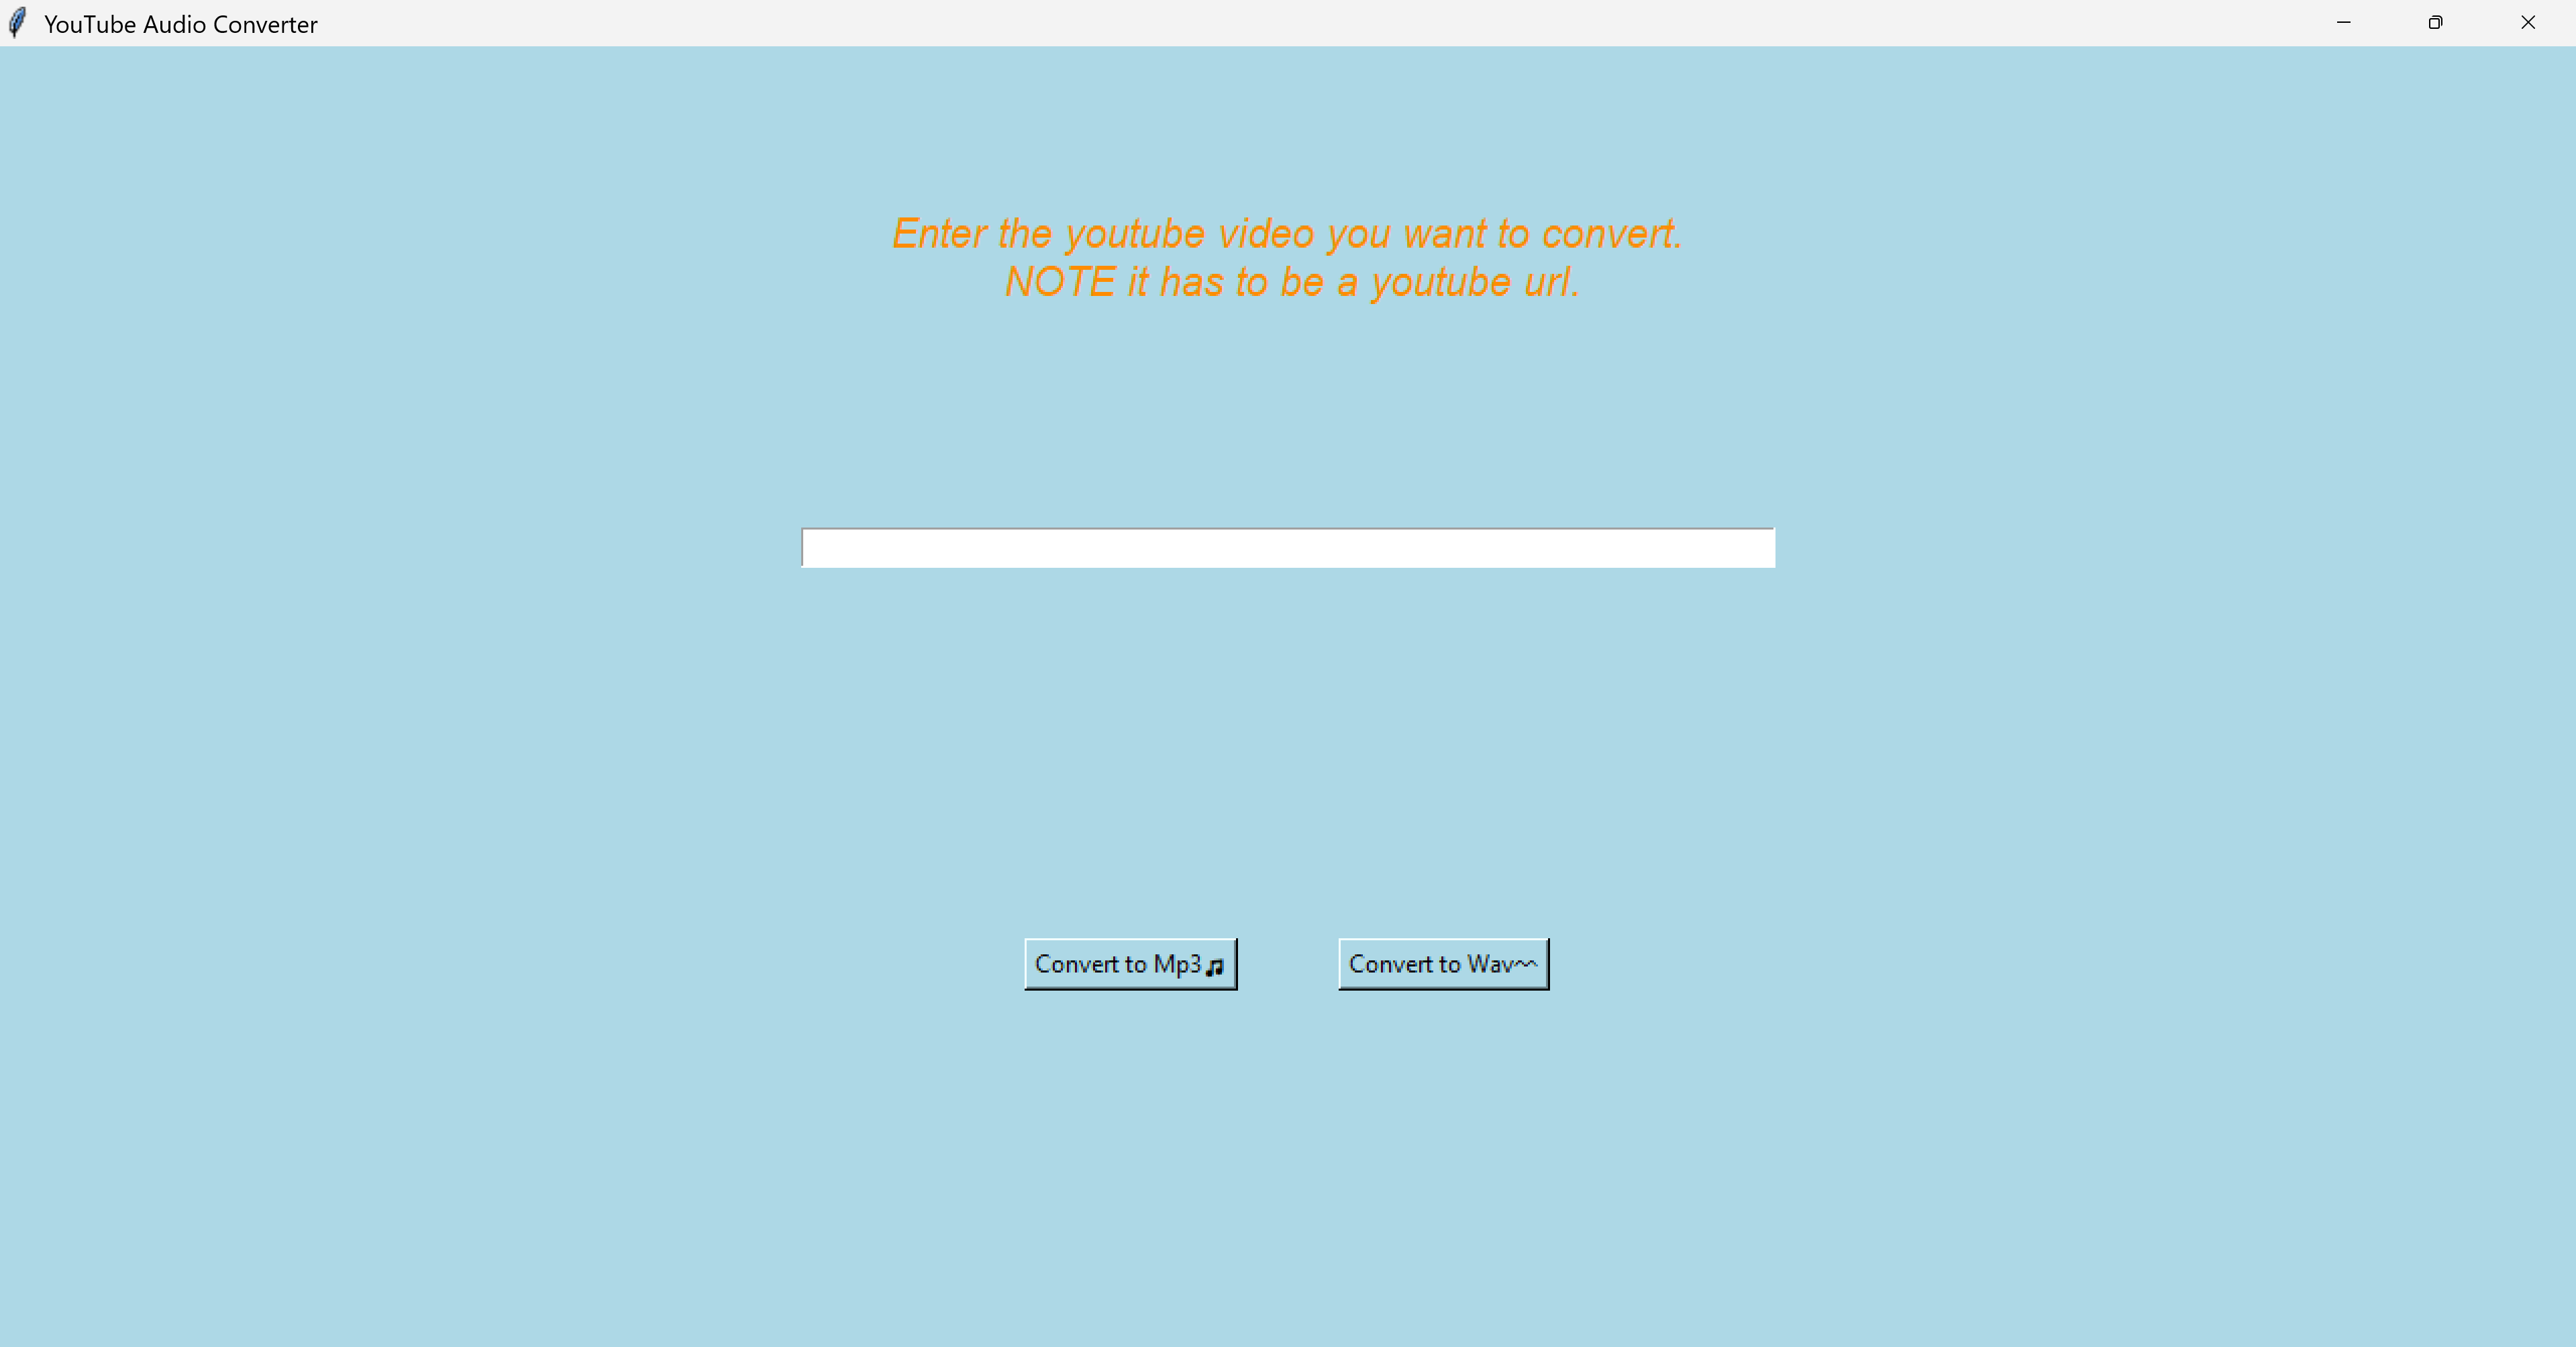 YouTube Audio Converter
Enter the youtube video you want to convert.
NOTE it has to be a youtube url.
Convert to Mp3🎵
Convert to Wav〰